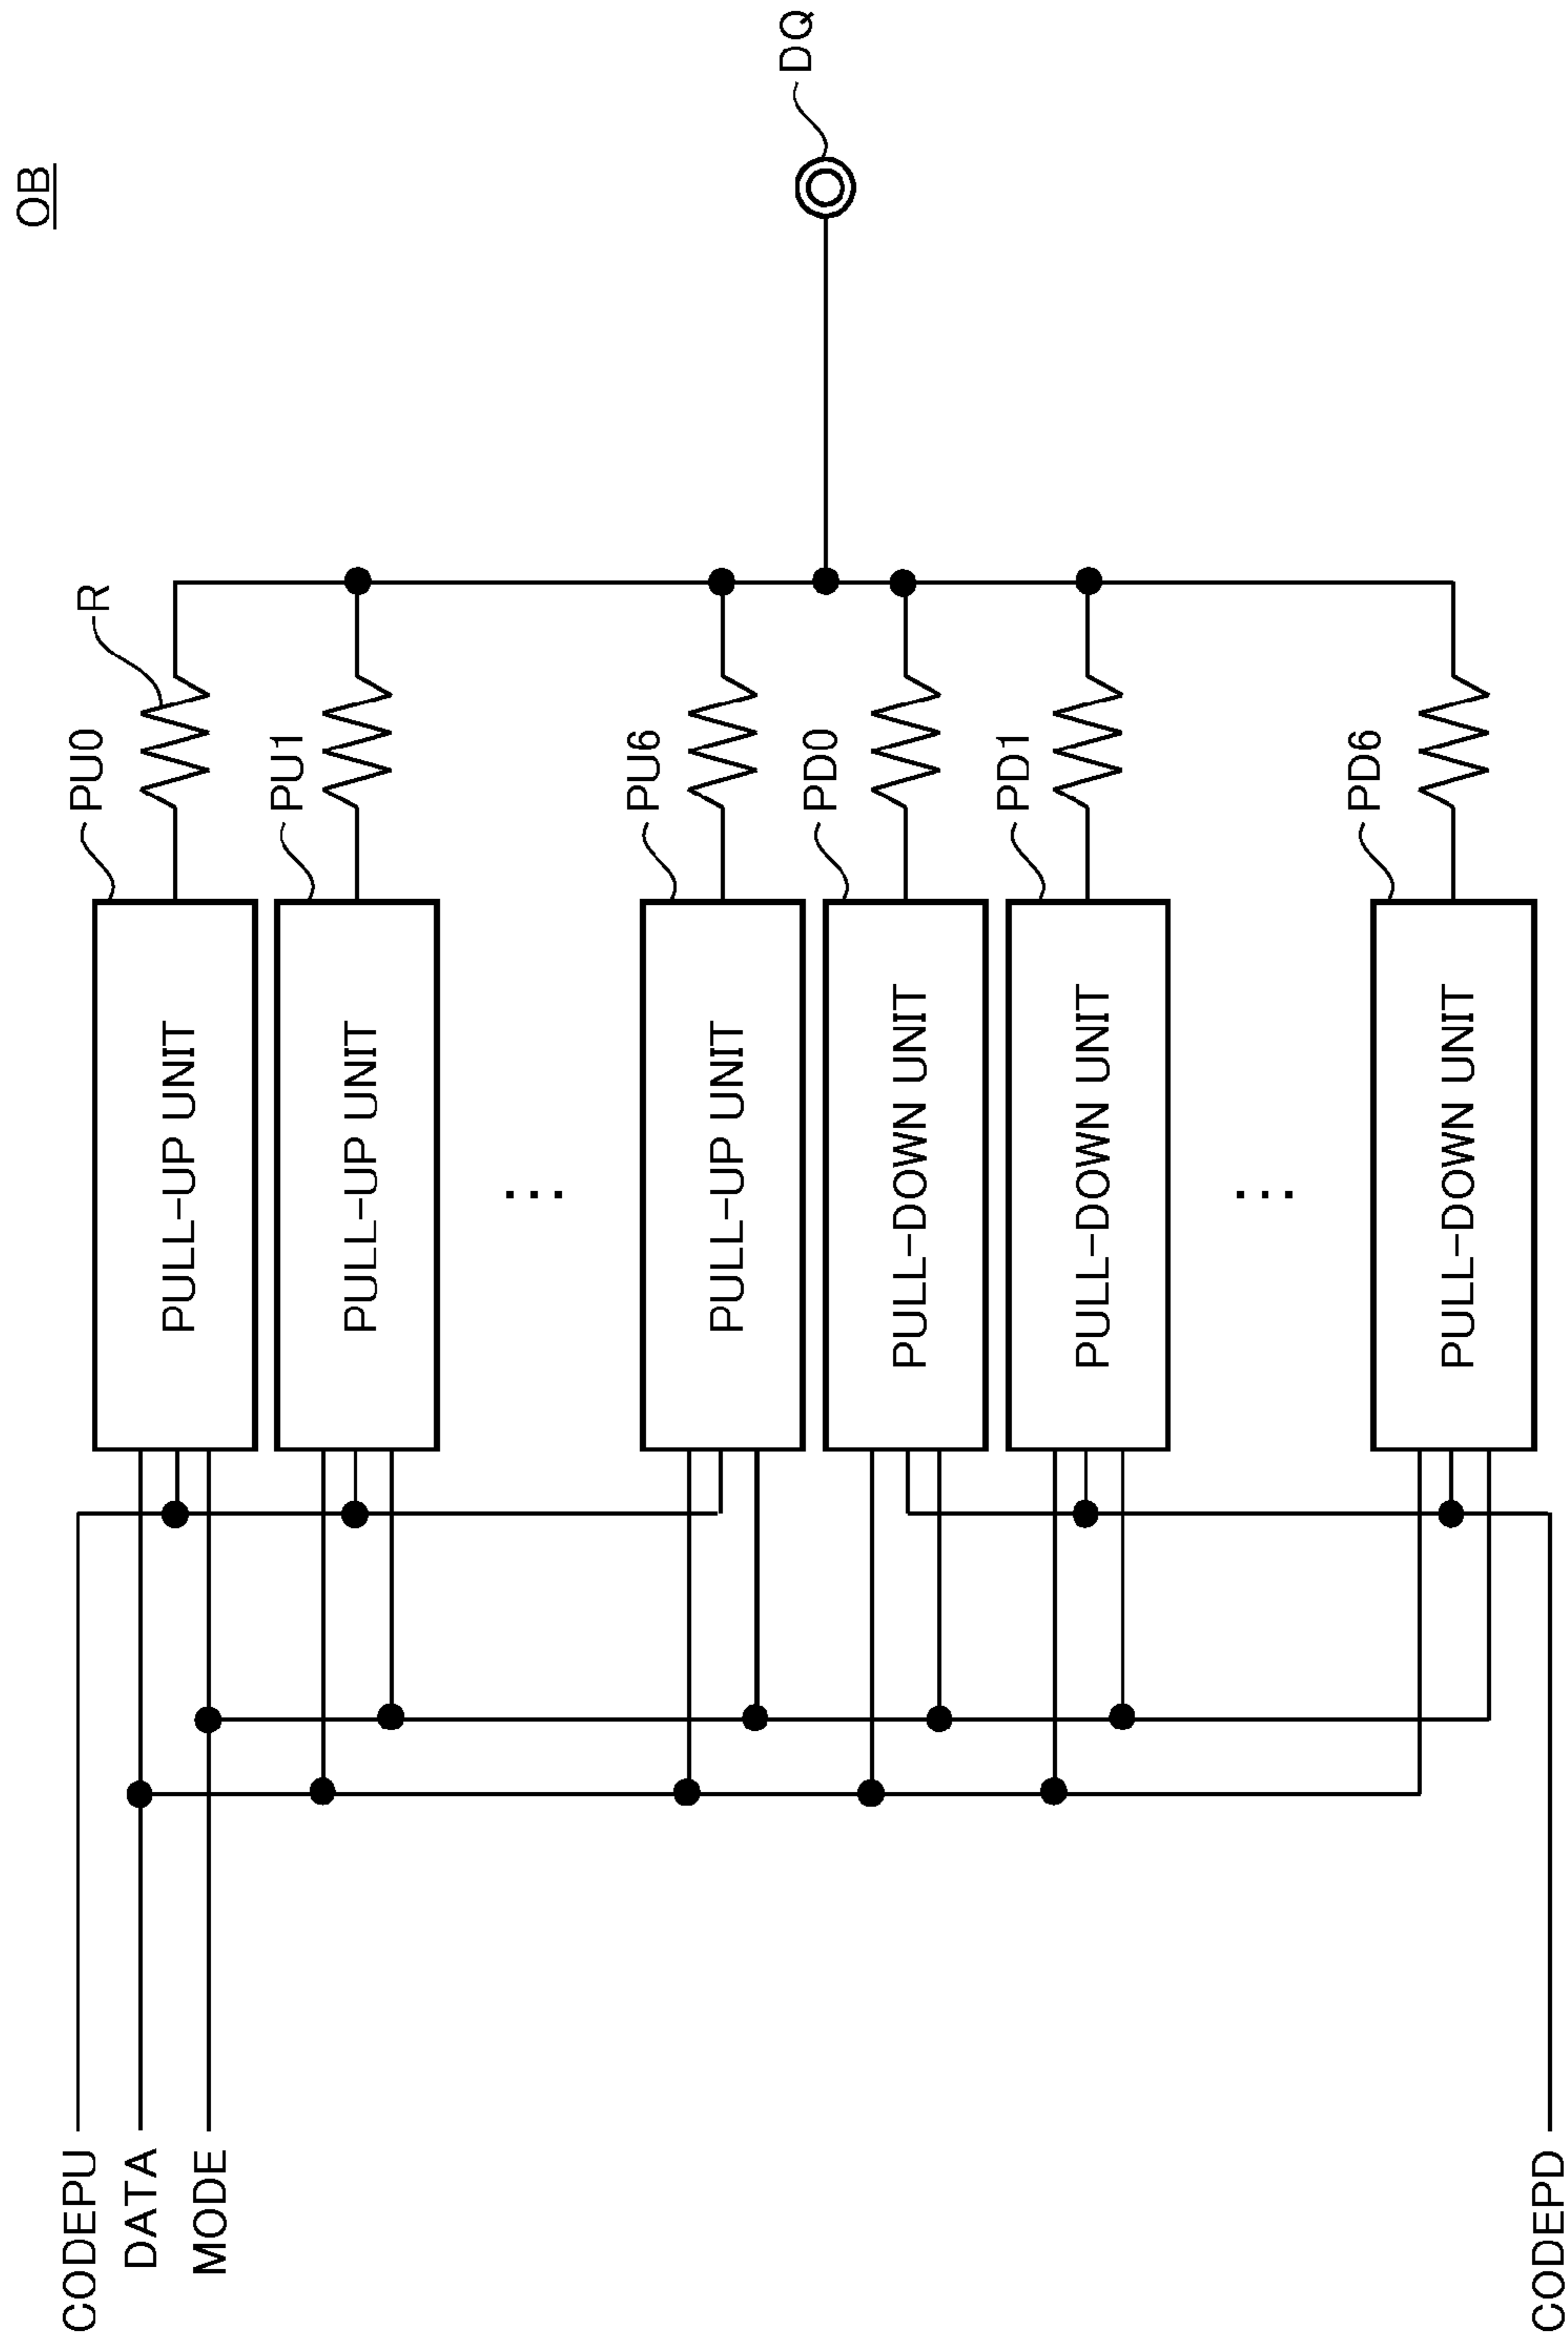 OB
CODEPU
DATA
MODE
PULL-UP UNIT
PU0
R
PULL-UP UNIT
PU1
...
PULL-UP UNIT
PU6
DQ
PULL-DOWN UNIT
PD0
PULL-DOWN UNIT
PD1
...
PULL-DOWN UNIT
PD6
CODEPD